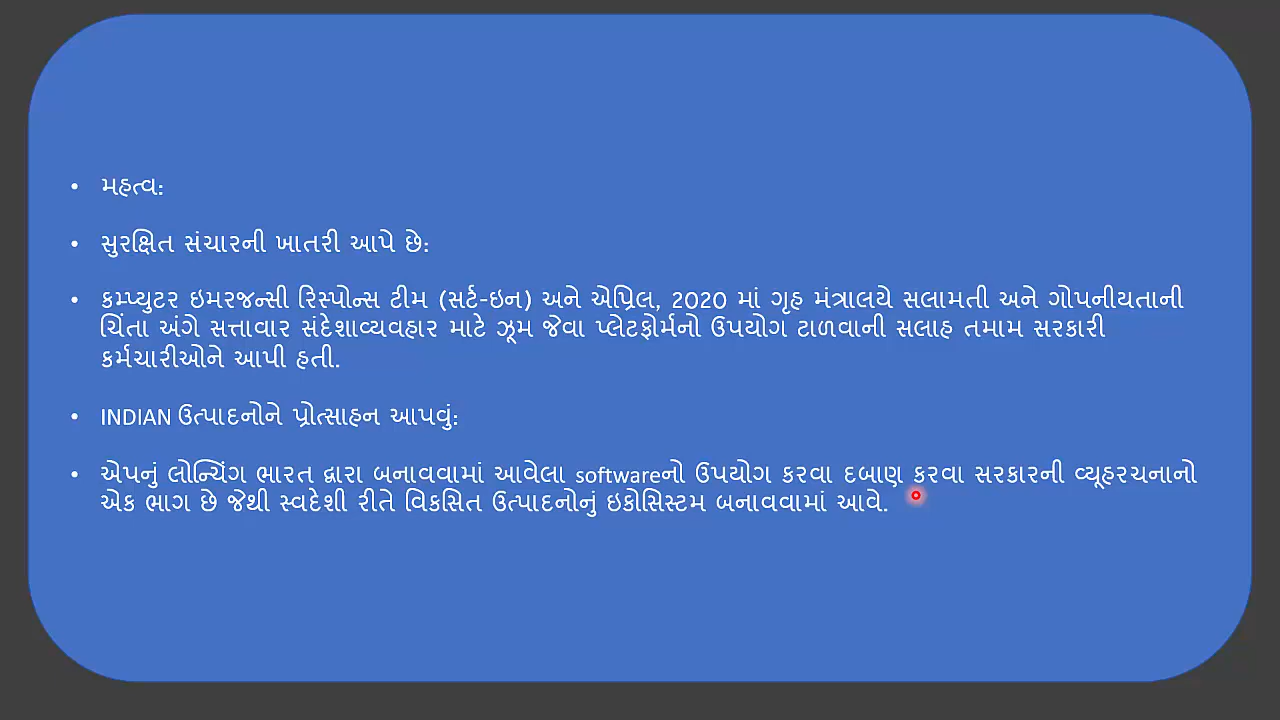 • મહત્વ:
• સુરક્ષિત સંચારની ખાતરી આપે છે:
• કમ્પ્યુટર ઇમરજન્સી રિસ્પોન્સ ટીમ (સર્ટ-ઇન) અને એપ્રિલ, 2020 માં ગૃહ મંત્રાલયે સલામતી અને ગોપનીયતાની
ચિંતા અંગે સત્તાવાર સંદેશાવ્યવહાર માટે ઝૂમ જેવા પ્લેટફોર્મનો ઉપયોગ ટાળવાની સલાહ તમામ સરકારી
કર્મચારીઓને આપી હતી.
• INDIAN ઉત્પાદનોને પ્રોત્સાહન આપવું:
• એપનું લોન્ચિંગ ભારત દ્વારા બનાવવામાં આવેલા softwareનો ઉપયોગ કરવા દબાણ કરવા સરકારની વ્યૂહરચનાનો
એક ભાગ છે જેથી સ્વદેશી રીતે વિકસિત ઉત્પાદનોનું ઇકોસિસ્ટમ બનાવવામાં આવે.